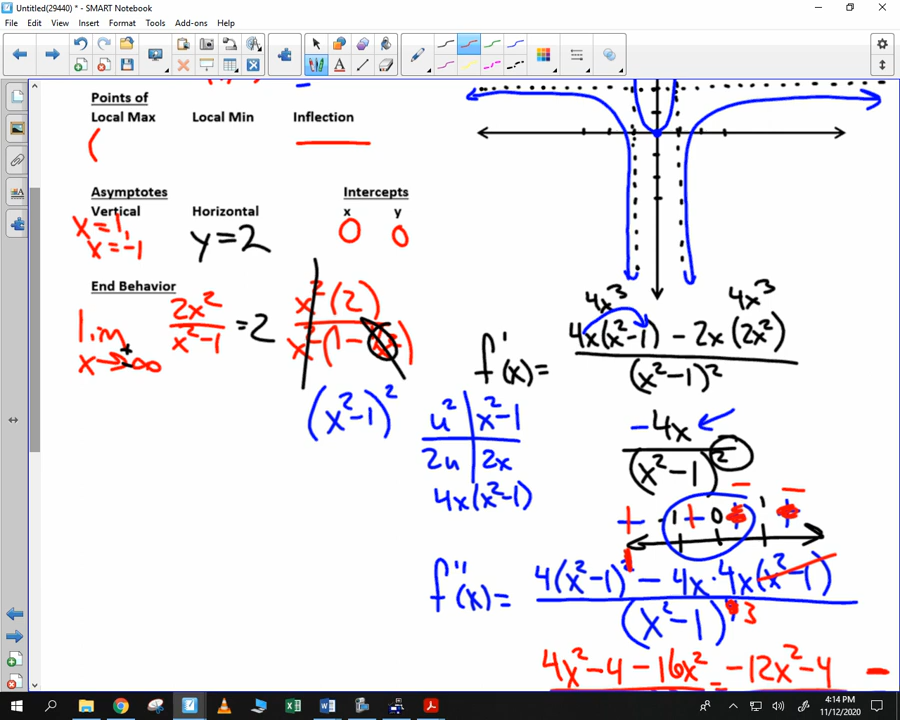 Untitled(29440) * - SMART Notebook
File Edit View Insert Format Tools Add-ons Help
Points of
Local Max Local Min Inflection
(
Asymptotes Intercepts
Vertical Horizontal x y
x=1,
x=-1
y=2
0 0
End Behavior
lim x→∞ 2x²/(x²-1) = 2
x²(2)
x²(1-
(x²-1)²
u² | x²-1
2u | 2x
4x(x²-1)
4x³ 4x³
f'(x)= 4x(x²-1) - 2x(2x²)
(x²-1)²
-4x
(x²-1)²
+ -1 + 0 - 1 -
f''(x)= 4(x²-1)² - 4x·4x(x²-1)
(x²-1) 3
4x²-4-16x² = -12x²-4 -
4:14 PM
11/12/2020